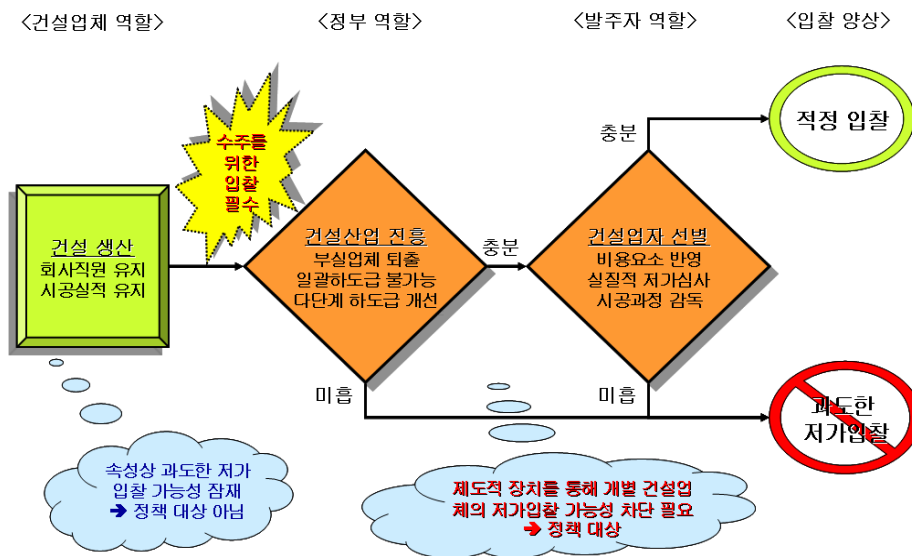 <건설업체 역할>
<정부 역할>
<발주자 역할>
<입찰 양상>
수주를
위한
입찰
필수
건설 생산
회사직원 유지
시공실적 유지
건설산업 진흥
부실업체 퇴출
일괄하도급 불가능
다단계 하도급 개선
충분
건설업자 선별
비용요소 반영
실질적 저가심사
시공과정 감독
충분
적정 입찰
미흡
미흡
과도한
저가입찰
속성상 과도한 저가
입찰 가능성 잠재
➔ 정책 대상 아님
제도적 장치를 통해 개별 건설업
체의 저가입찰 가능성 차단 필요
➔ 정책 대상